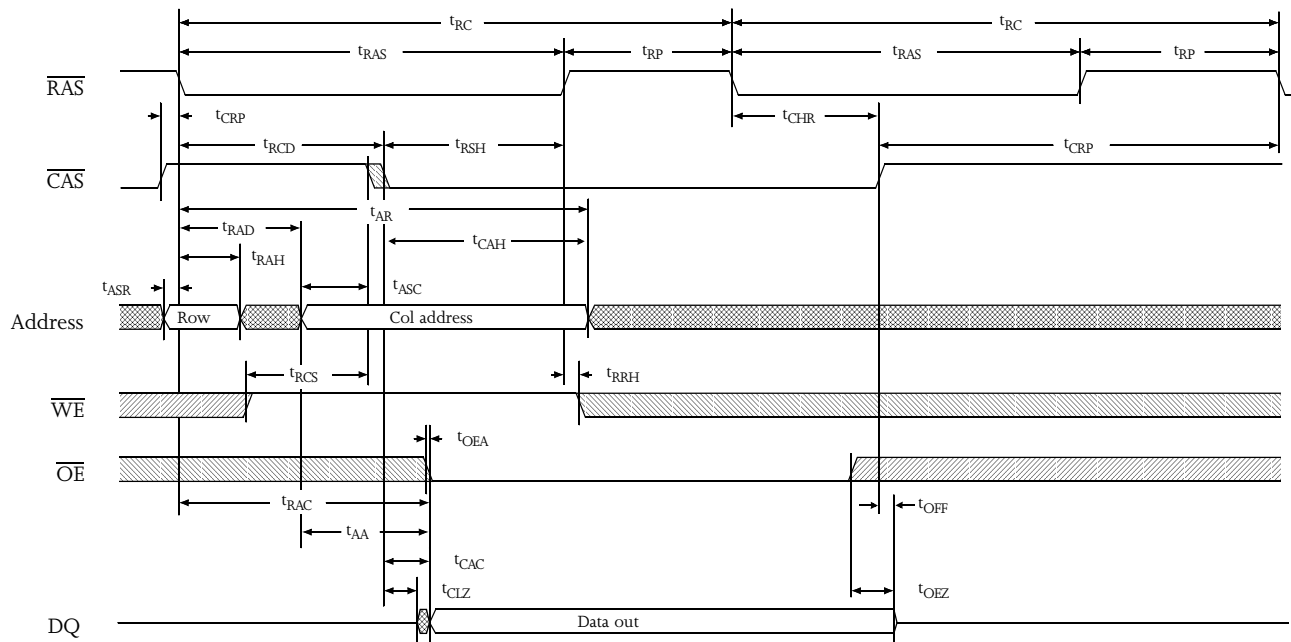 tRC tRC
tRAS tRP tRAS tRP
RAS
tCRP tCHR
tRCD tRSH tCRP
CAS
tAR
tRAD tCAH
tRAH
tASR tASC
Address Row Col address
tRCS tRRH
WE
tOEA
OE
tRAC tOFF
tAA
tCAC
tCLZ tOEZ
DQ Data out